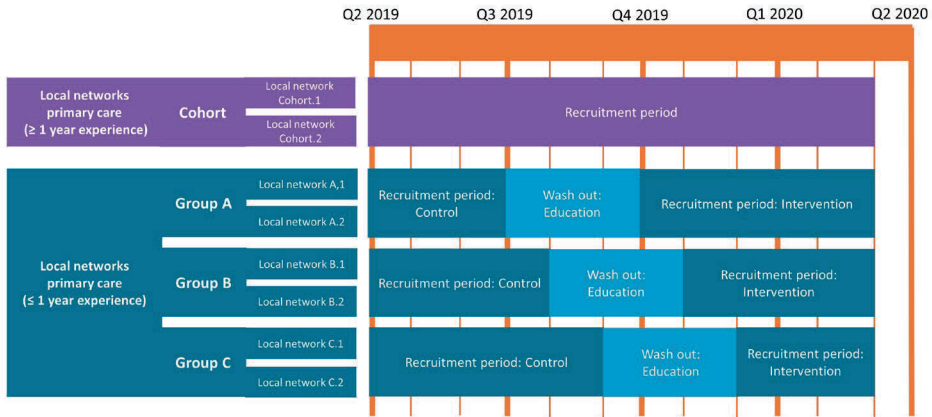 Q2 2019 Q3 2019 Q4 2019 Q1 2020 Q2 2020
Local networks
primary care
(≥ 1 year experience)
Cohort
Local network
Cohort.1
Local network
Cohort.2
Recruitment period
Local networks
primary care
(≤ 1 year experience)
Group A
Local network A,1
Local network A.2
Recruitment period:
Control
Wash out:
Education
Recruitment period: Intervention
Group B
Local network B.1
Local network B.2
Recruitment period: Control
Wash out:
Education
Recruitment period:
Intervention
Group C
Local network C.1
Local network C.2
Recruitment period: Control
Wash out:
Education
Recruitment period:
Intervention